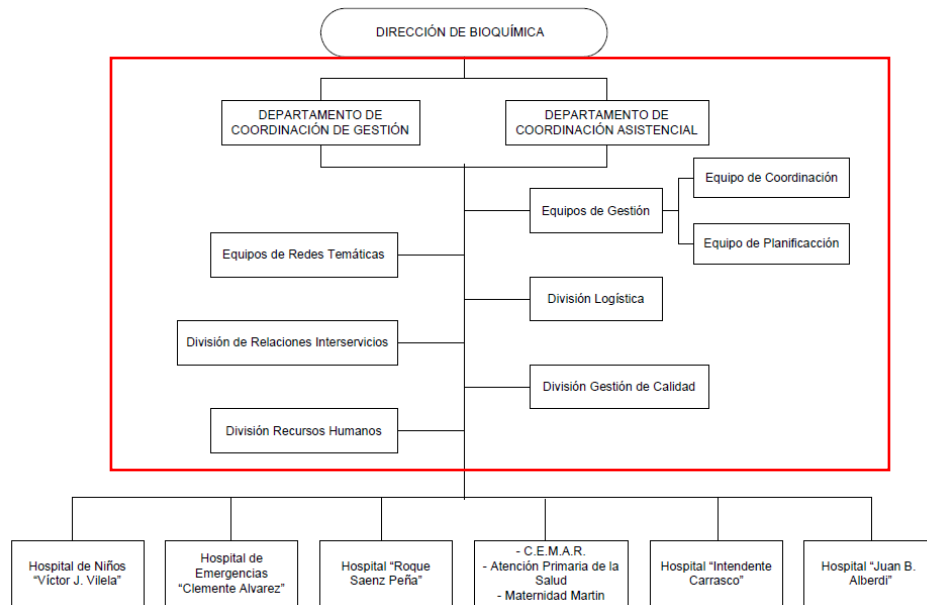 DIRECCIÓN DE BIOQUÍMICA
DEPARTAMENTO DE
COORDINACIÓN DE GESTIÓN
DEPARTAMENTO DE
COORDINACIÓN ASISTENCIAL
Equipo de Coordinación
Equipos de Gestión
Equipo de Planificacción
Equipos de Redes Temáticas
División Logística
División de Relaciones Interservicios
División Gestión de Calidad
División Recursos Humanos
Hospital de Niños
“Víctor J. Vilela”
Hospital de
Emergencias
“Clemente Alvarez”
Hospital “Roque
Saenz Peña”
- C.E.M.A.R.
- Atención Primaria de la
Salud
- Maternidad Martin
Hospital “Intendente
Carrasco”
Hospital “Juan B.
Alberdi”